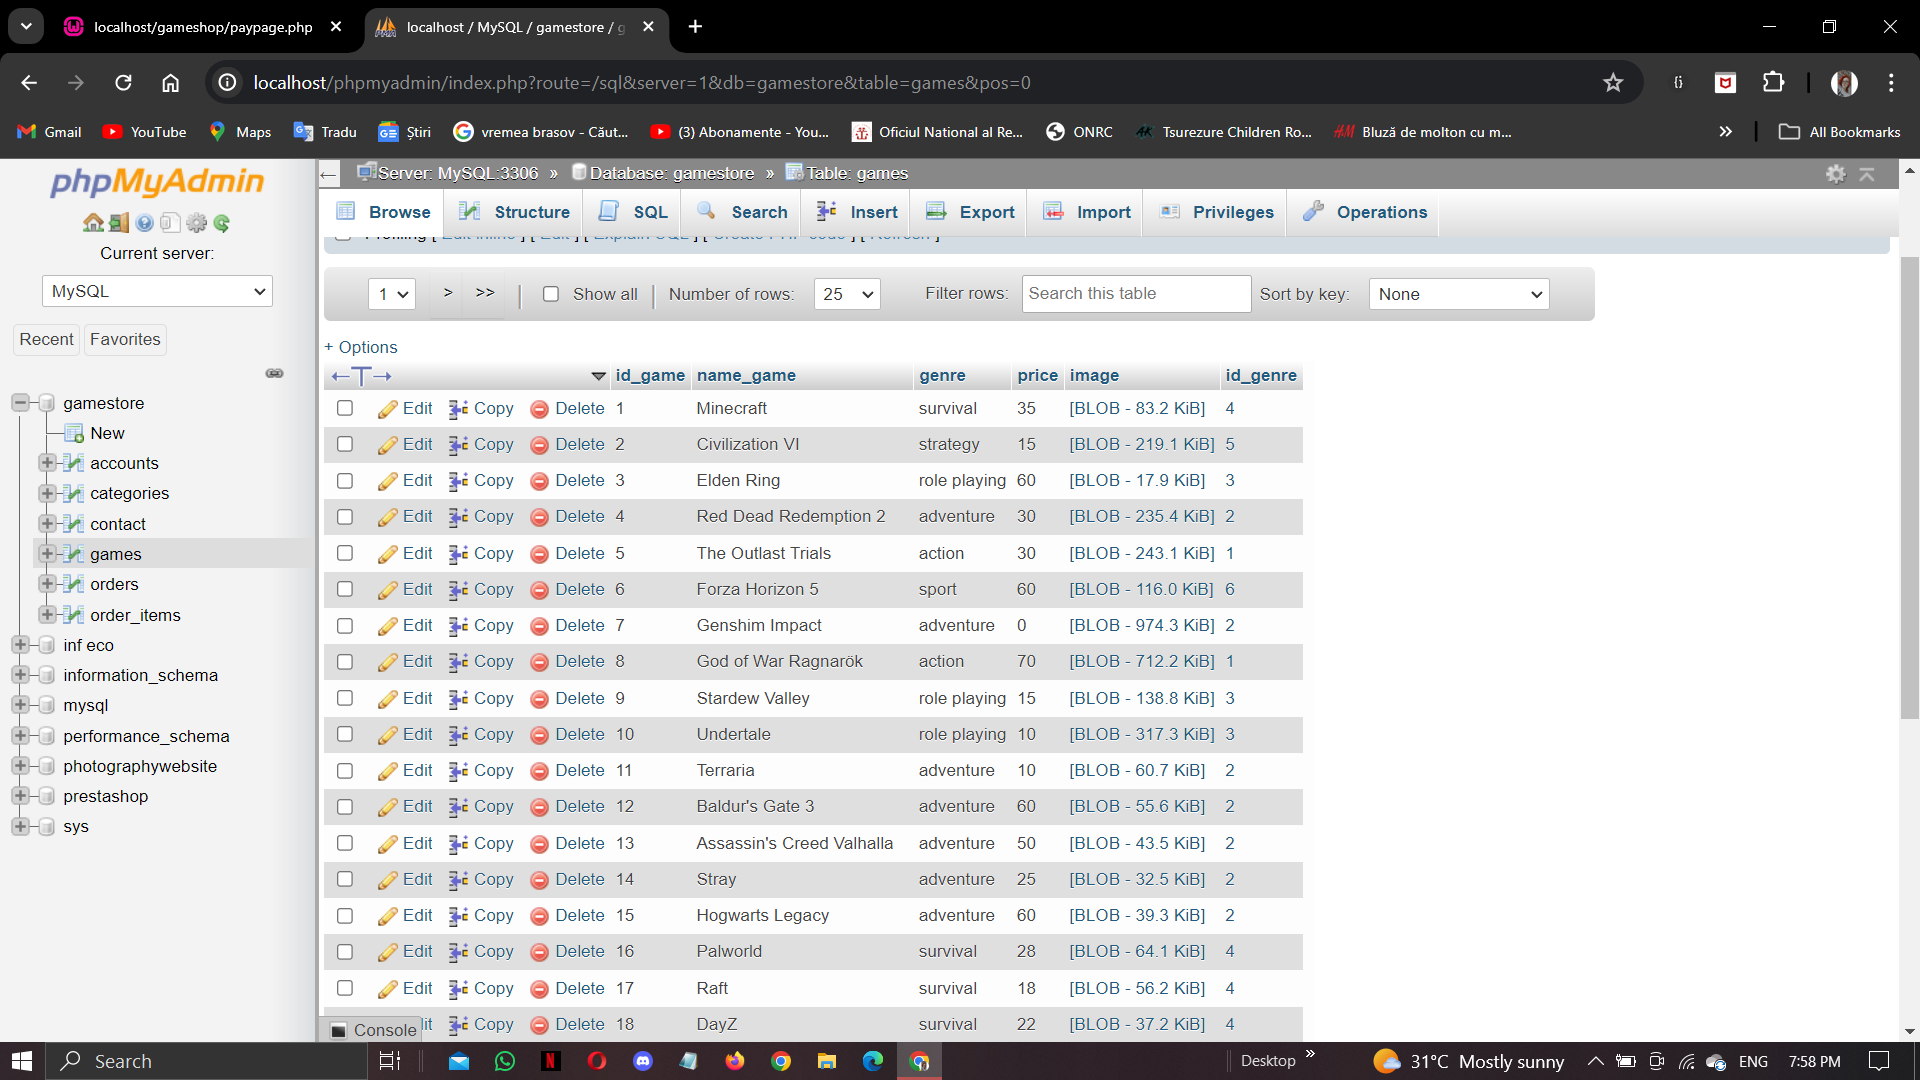 localhost/gameshop/paypage.php
localhost / MySQL / gamestore / g
localhost/phpmyadmin/index.php?route=/sql&server=1&db=gamestore&table=games&pos=0
Gmail YouTube Maps Tradu Știri vremea brasov - Căut... (3) Abonamente - You... Oficiul National al Re... ONRC Tsurezure Children Ro... Bluză de molton cu m... » All Bookmarks
phpMyAdmin
Current server:
MySQL
Recent Favorites
gamestore
New
accounts
categories
contact
games
orders
order_items
inf eco
information_schema
mysql
performance_schema
photographywebsite
prestashop
sys
Server: MySQL:3306 » Database: gamestore » Table: games
Browse Structure SQL Search Insert Export Import Privileges Operations
Profiling [ Edit inline ] [ Edit ] [ Explain SQL ] [ Create PHP code ] [ Refresh ]
1 > >> | Show all | Number of rows: 25 Filter rows: Search this table Sort by key: None
+ Options
←T→ id_game name_game genre price image id_genre
Edit Copy Delete 1 Minecraft survival 35 [BLOB - 83.2 KiB] 4
Edit Copy Delete 2 Civilization VI strategy 15 [BLOB - 219.1 KiB] 5
Edit Copy Delete 3 Elden Ring role playing 60 [BLOB - 17.9 KiB] 3
Edit Copy Delete 4 Red Dead Redemption 2 adventure 30 [BLOB - 235.4 KiB] 2
Edit Copy Delete 5 The Outlast Trials action 30 [BLOB - 243.1 KiB] 1
Edit Copy Delete 6 Forza Horizon 5 sport 60 [BLOB - 116.0 KiB] 6
Edit Copy Delete 7 Genshim Impact adventure 0 [BLOB - 974.3 KiB] 2
Edit Copy Delete 8 God of War Ragnarök action 70 [BLOB - 712.2 KiB] 1
Edit Copy Delete 9 Stardew Valley role playing 15 [BLOB - 138.8 KiB] 3
Edit Copy Delete 10 Undertale role playing 10 [BLOB - 317.3 KiB] 3
Edit Copy Delete 11 Terraria adventure 10 [BLOB - 60.7 KiB] 2
Edit Copy Delete 12 Baldur's Gate 3 adventure 60 [BLOB - 55.6 KiB] 2
Edit Copy Delete 13 Assassin's Creed Valhalla adventure 50 [BLOB - 43.5 KiB] 2
Edit Copy Delete 14 Stray adventure 25 [BLOB - 32.5 KiB] 2
Edit Copy Delete 15 Hogwarts Legacy adventure 60 [BLOB - 39.3 KiB] 2
Edit Copy Delete 16 Palworld survival 28 [BLOB - 64.1 KiB] 4
Edit Copy Delete 17 Raft survival 18 [BLOB - 56.2 KiB] 4
Console Copy Delete 18 DayZ survival 22 [BLOB - 37.2 KiB] 4
Search Desktop » 31°C Mostly sunny ENG 7:58 PM